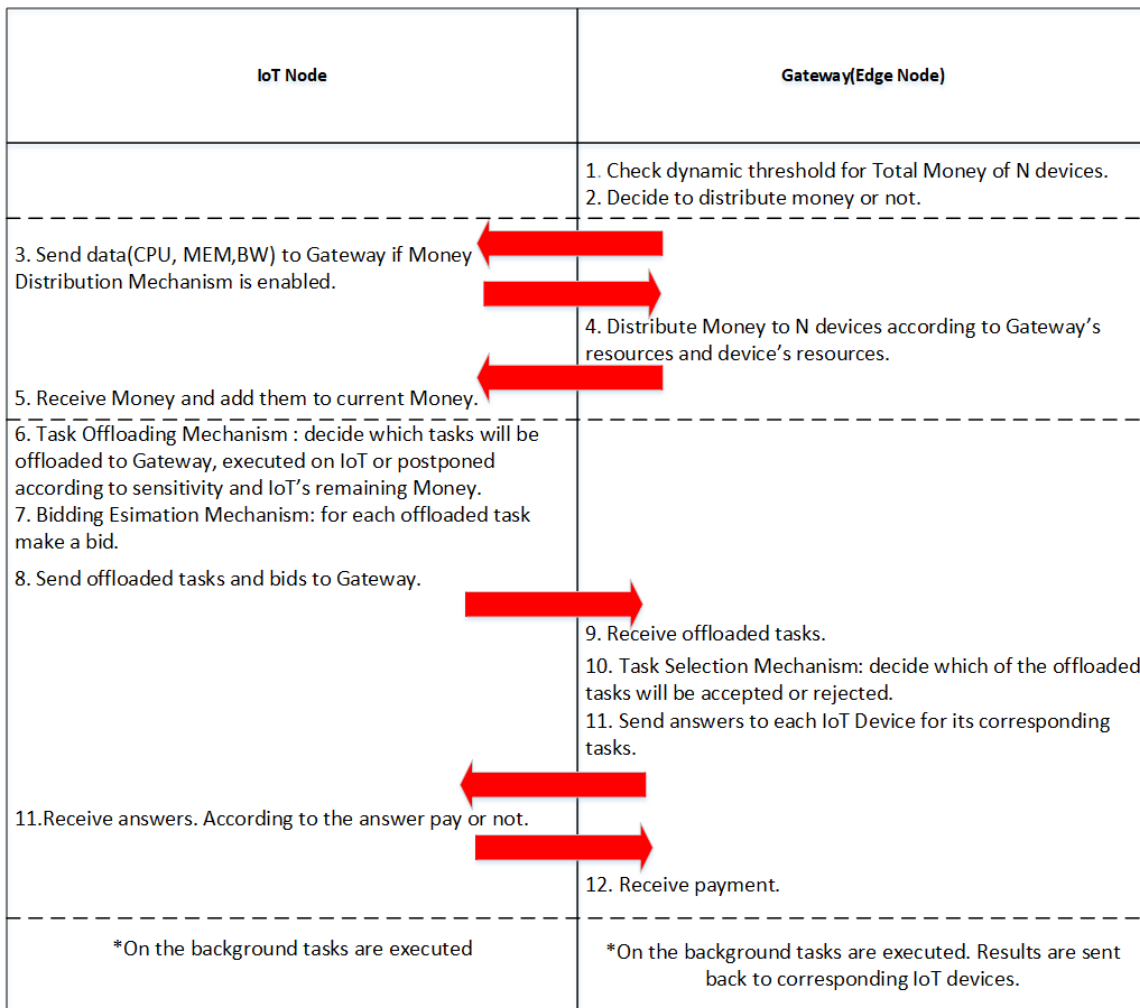 IoT Node
Gateway(Edge Node)
1. Check dynamic threshold for Total Money of N devices.
2. Decide to distribute money or not.
3. Send data(CPU, MEM,BW) to Gateway if Money
Distribution Mechanism is enabled.
4. Distribute Money to N devices according to Gateway's
resources and device's resources.
5. Receive Money and add them to current Money.
6. Task Offloading Mechanism : decide which tasks will be
offloaded to Gateway, executed on IoT or postponed
according to sensitivity and IoT's remaining Money.
7. Bidding Esimation Mechanism: for each offloaded task
make a bid.
8. Send offloaded tasks and bids to Gateway.
9. Receive offloaded tasks.
10. Task Selection Mechanism: decide which of the offloaded
tasks will be accepted or rejected.
11. Send answers to each IoT Device for its corresponding
tasks.
11.Receive answers. According to the answer pay or not.
12. Receive payment.
*On the background tasks are executed
*On the background tasks are executed. Results are sent
back to corresponding IoT devices.